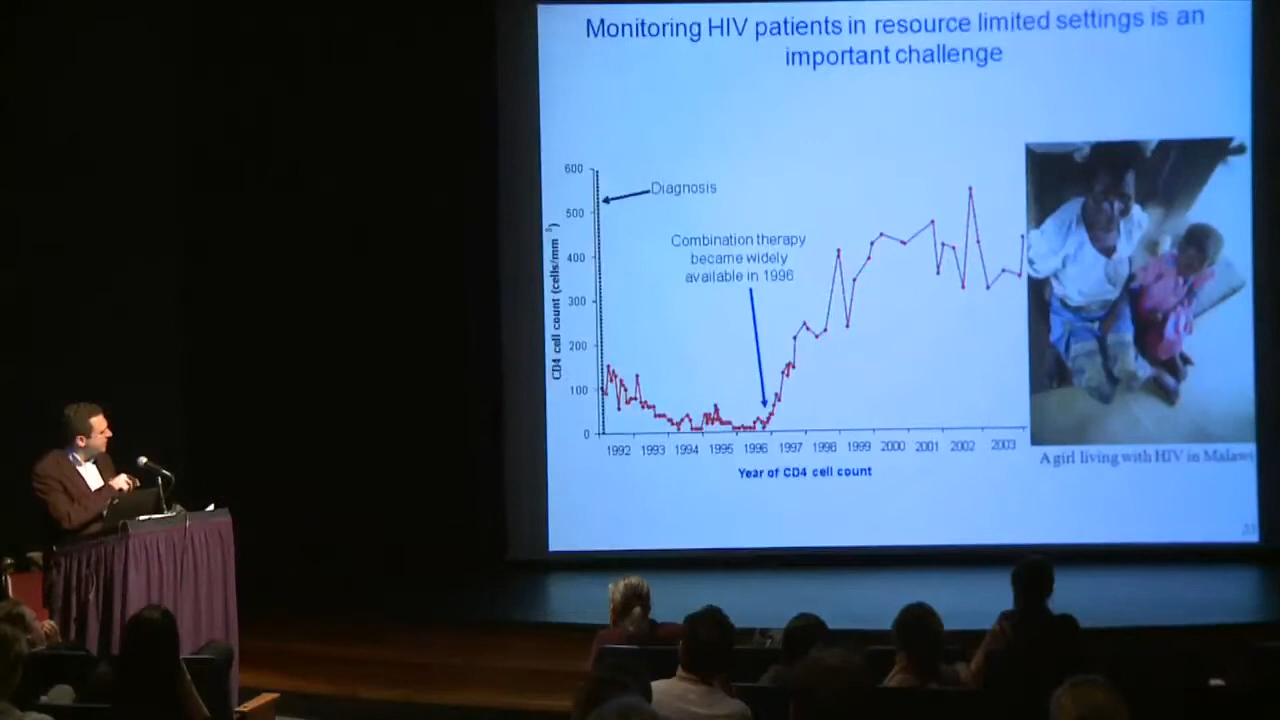 Monitoring HIV patients in resource limited settings is an
important challenge
600
500
400
300
200
100
0
CD4 cell count (cells/mm 3)
Diagnosis
Combination therapy
became widely
available in 1996
1992 1993 1994 1995 1996 1997 1998 1999 2000 2001 2002 2003
Year of CD4 cell count
A girl living with HIV in Malawi